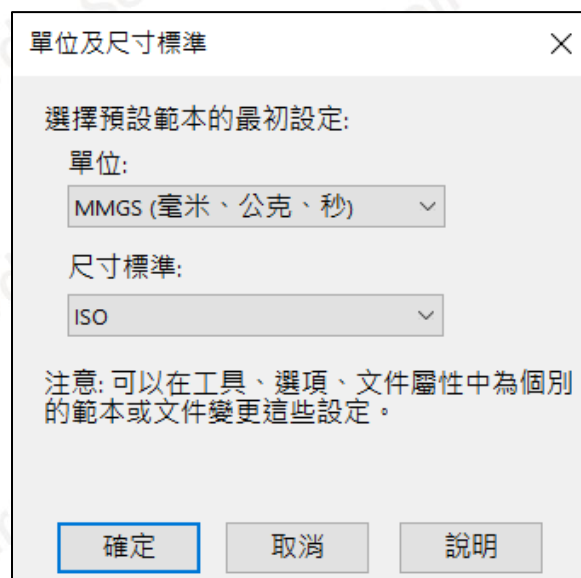 單位及尺寸標準
選擇預設範本的最初設定:
單位:
MMGS (毫米、公克、秒)
尺寸標準:
ISO
注意: 可以在工具、選項、文件屬性中為個別
的範本或文件變更這些設定。
確定
取消
說明